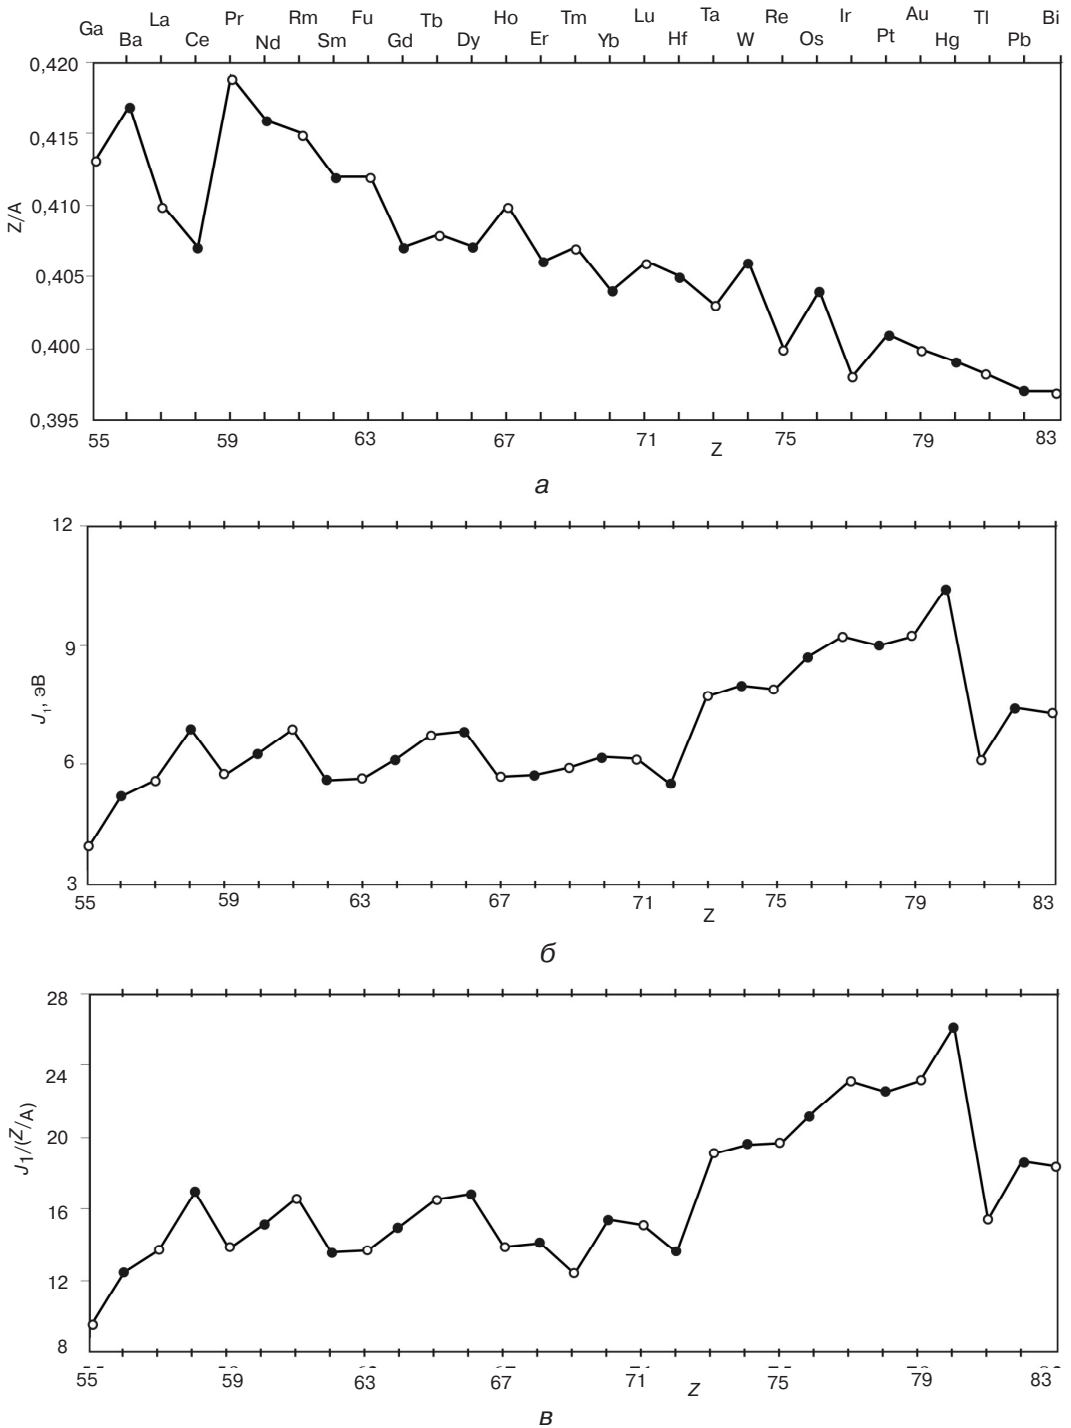 Ga Ba La Ce Pr Nd Rm Sm Fu Gd Tb Dy Ho Er Tm Yb Lu Hf Ta W Re Os Ir Pt Au Hg Tl Pb Bi
0,420
0,415
0,410
0,405
0,400
0,395
Z/A
55 59 63 67 71 75 79 83
Z
а
12
9
6
3
J1, эВ
55 59 63 67 71 75 79 83
Z
б
28
24
20
16
12
8
J1/(Z/A)
55 59 63 67 71 75 79 83
Z
в